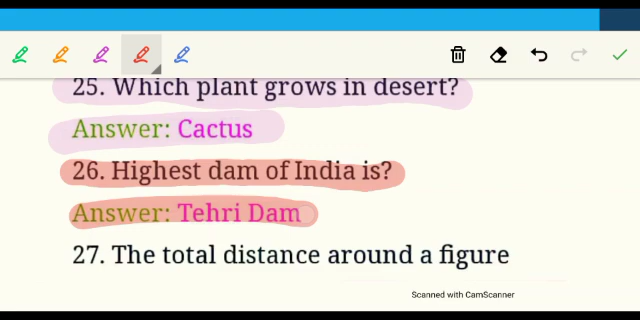 25. Which plant grows in desert?
Answer: Cactus
26. Highest dam of India is?
Answer: Tehri Dam
27. The total distance around a figure
Scanned with CamScanner